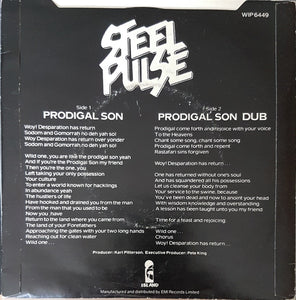 WIP 6449
STEEL
PULSE
Side 1
PRODIGAL SON
Woy! Desparation has return
Sodom and Gomorrah no deh yah so!
Woy Desparation has return over yonder
Sodom and Gomorrah no deh yah so!
Wild one, you are the prodigal son yeah
And if you're the Prodigal Son my friend
Then you're the one, you
Left taking your only possession
Your culture
To enter a world known for hacklings
In abundance yeah
The hustlers of life
Have hooked and drained you from the man
From the man that you used to be
Now you have
Return to the land where you came from
The land of your Forefathers
Approaching the gates with your two long hands
Reaching out for clean water
Wild one . . .
Side 2
PRODIGAL SON DUB
Prodigal come forth and rejoice with your voice
To the Heavens
Chant some song, chant some song
Prodigal come forth and repent
Rastafari sins forgiven
Woy! Desparation has return . . .
One has returned without one's soul
And has squandered all his possessions
Let us cleanse your body from
Your service to the swine, because
You've been dead and now to anoint your head
With wisdom knowledge and overstanding
A lesson has been taught unto you my friend
Time for a feast and rejoicing
Wild one . . .
Chorus
Woy! Desparation has return . . .
Producer: Karl Pitterson. Executive Producer: Pete King
ISLAND
Manufactured and distributed by EMI Records Limited